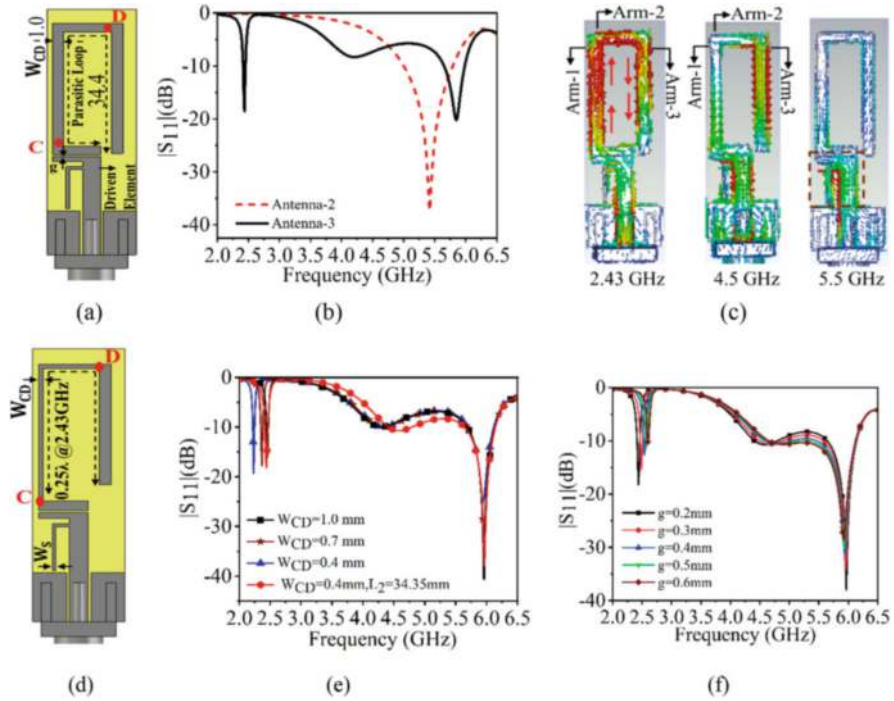 D
W_CD
1.0
Parasitic Loop
34.4
C
g
Driven
Element
(a)
0
-10
-20
-30
-40
|S₁₁|(dB)
Antenna-2
Antenna-3
2.0 2.5 3.0 3.5 4.0 4.5 5.0 5.5 6.0 6.5
Frequency (GHz)
(b)
Arm-2
Arm-1
Arm-3
2.43 GHz
Arm-2
Arm-1
Arm-3
4.5 GHz
5.5 GHz
(c)
D
W_CD
0.25λ @2.43GHz
C
W_S
(d)
0
-10
-20
-30
-40
|S₁₁|(dB)
W_CD=1.0 mm
W_CD=0.7 mm
W_CD=0.4 mm
W_CD=0.4mm,L₂=34.35mm
2.0 2.5 3.0 3.5 4.0 4.5 5.0 5.5 6.0 6.5
Frequency (GHz)
(e)
0
-10
-20
-30
-40
|S₁₁|(dB)
g=0.2mm
g=0.3mm
g=0.4mm
g=0.5mm
g=0.6mm
2.0 2.5 3.0 3.5 4.0 4.5 5.0 5.5 6.0 6.5
Frequency (GHz)
(f)